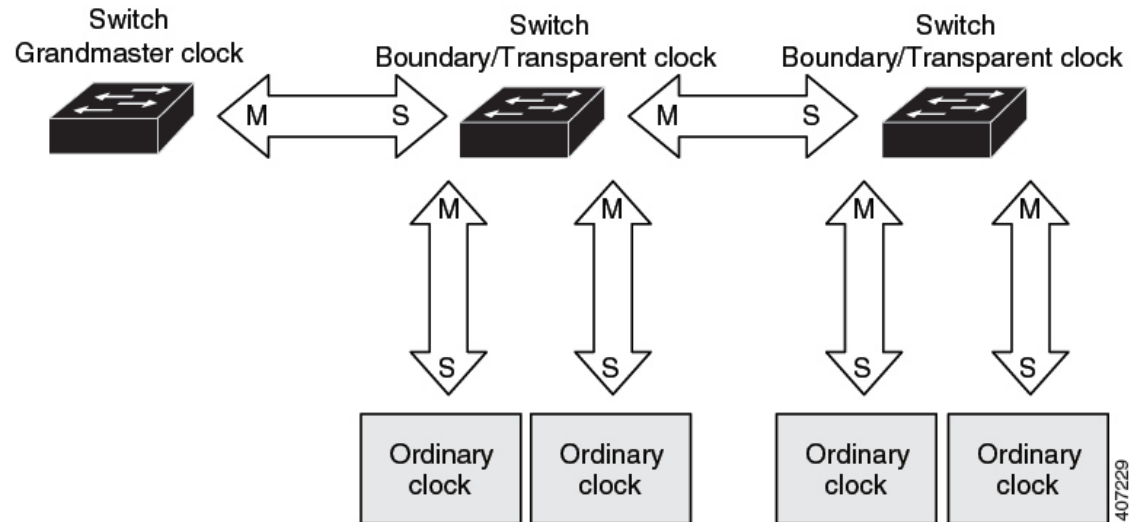 Switch
Grandmaster clock
Switch
Boundary/Transparent clock
Switch
Boundary/Transparent clock
M
S
M
S
M
M
M
M
S
S
S
S
Ordinary
clock
Ordinary
clock
Ordinary
clock
Ordinary
clock
407229